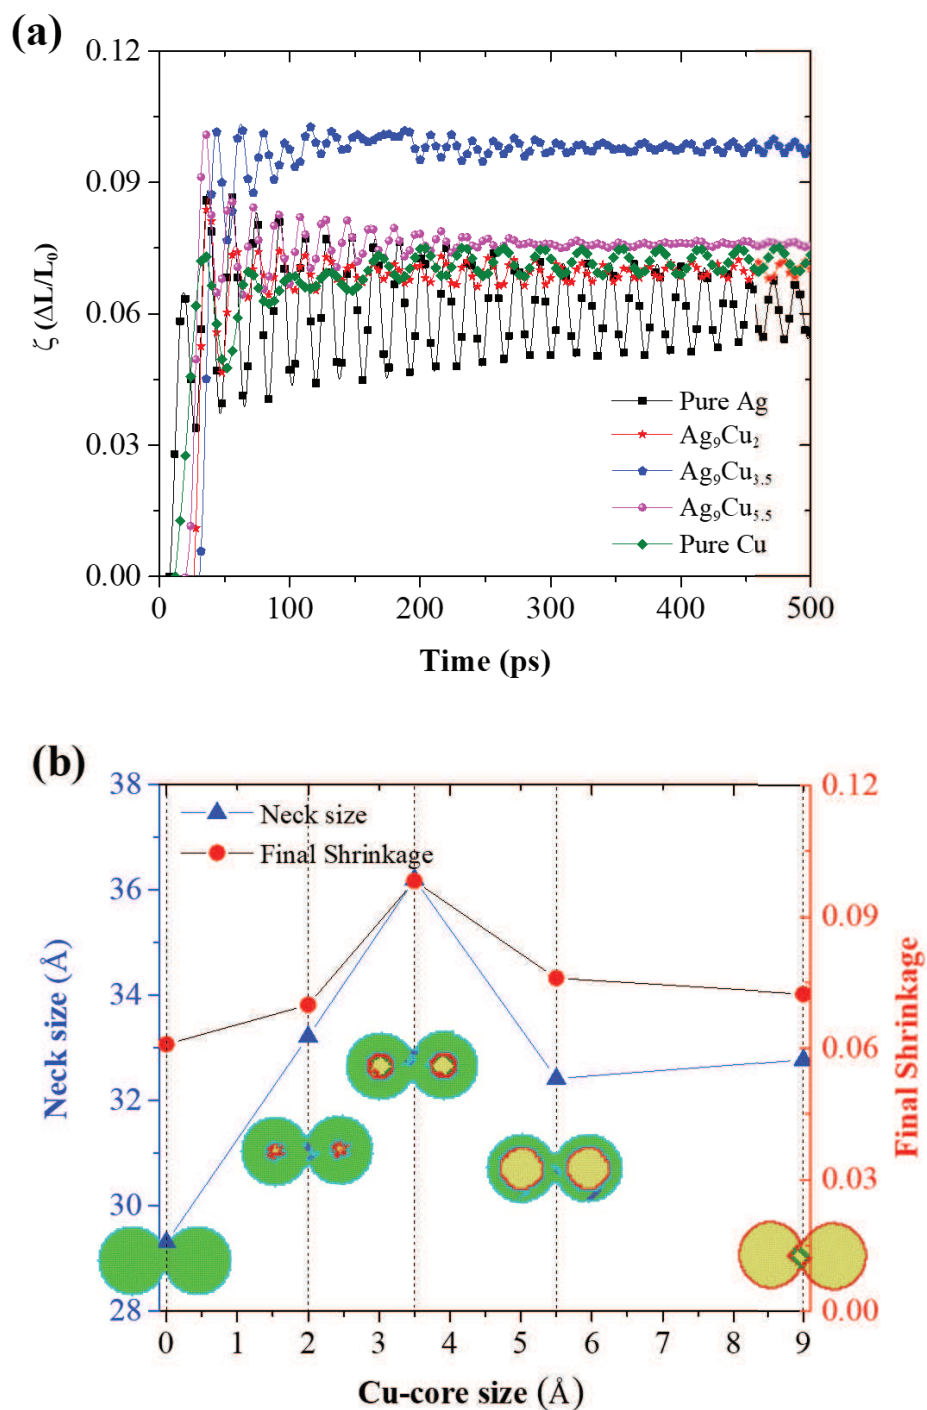 (a)
0.12
0.09
0.06
0.03
0.00
ζ (ΔL/L₀)
Pure Ag
Ag₉Cu₂
Ag₉Cu₃.₅
Ag₉Cu₅.₅
Pure Cu
0 100 200 300 400 500
Time (ps)
(b)
38
36
34
32
30
28
Neck size (Å)
Neck size
Final Shrinkage
0.12
0.09
0.06
0.03
0.00
Final Shrinkage
0 1 2 3 4 5 6 7 8 9
Cu-core size (Å)